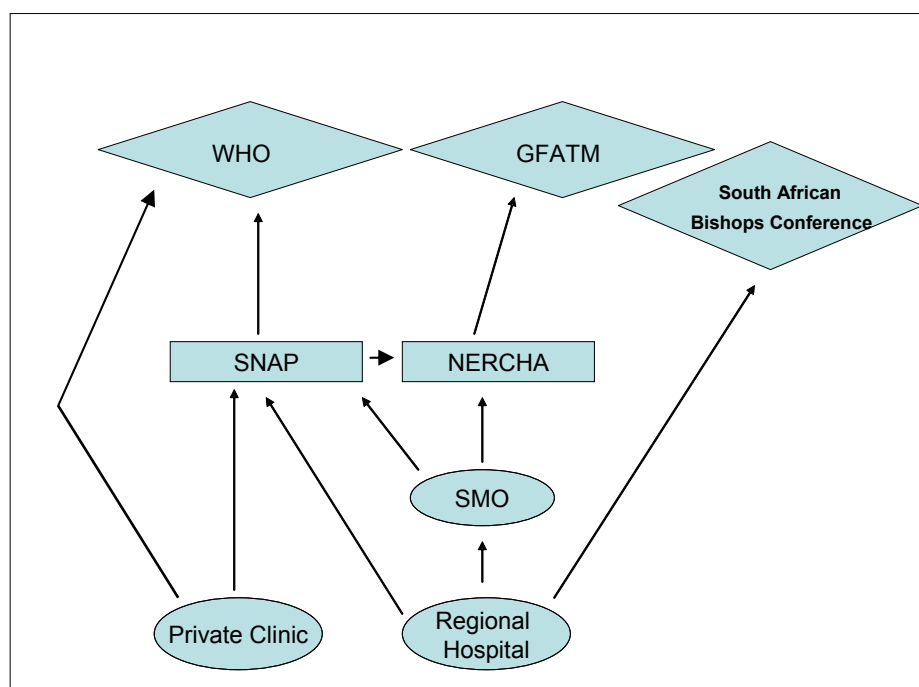 WHO
GFATM
South African
Bishops Conference
SNAP
NERCHA
SMO
Private Clinic
Regional
Hospital